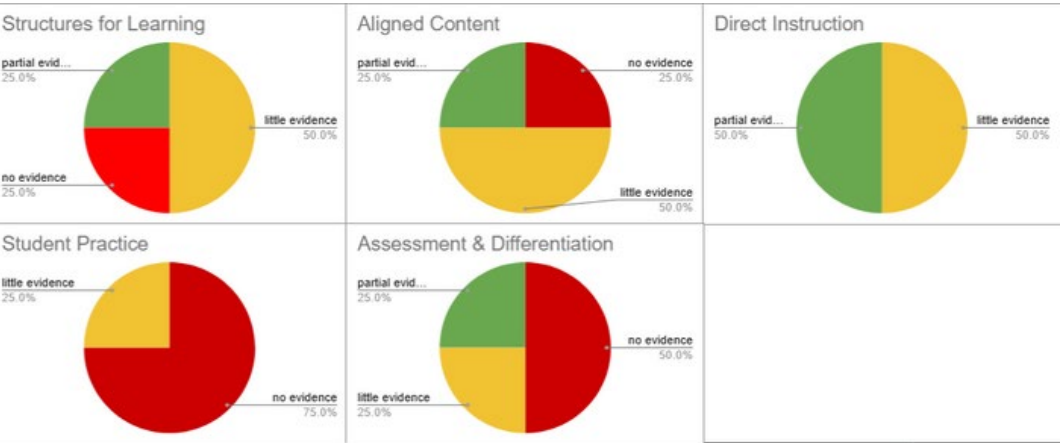 Structures for Learning
partial evid...
25.0%
little evidence
50.0%
no evidence
25.0%
Aligned Content
partial evid...
25.0%
no evidence
25.0%
little evidence
50.0%
Direct Instruction
partial evid...
50.0%
little evidence
50.0%
Student Practice
little evidence
25.0%
no evidence
75.0%
Assessment & Differentiation
partial evid...
25.0%
no evidence
50.0%
little evidence
25.0%